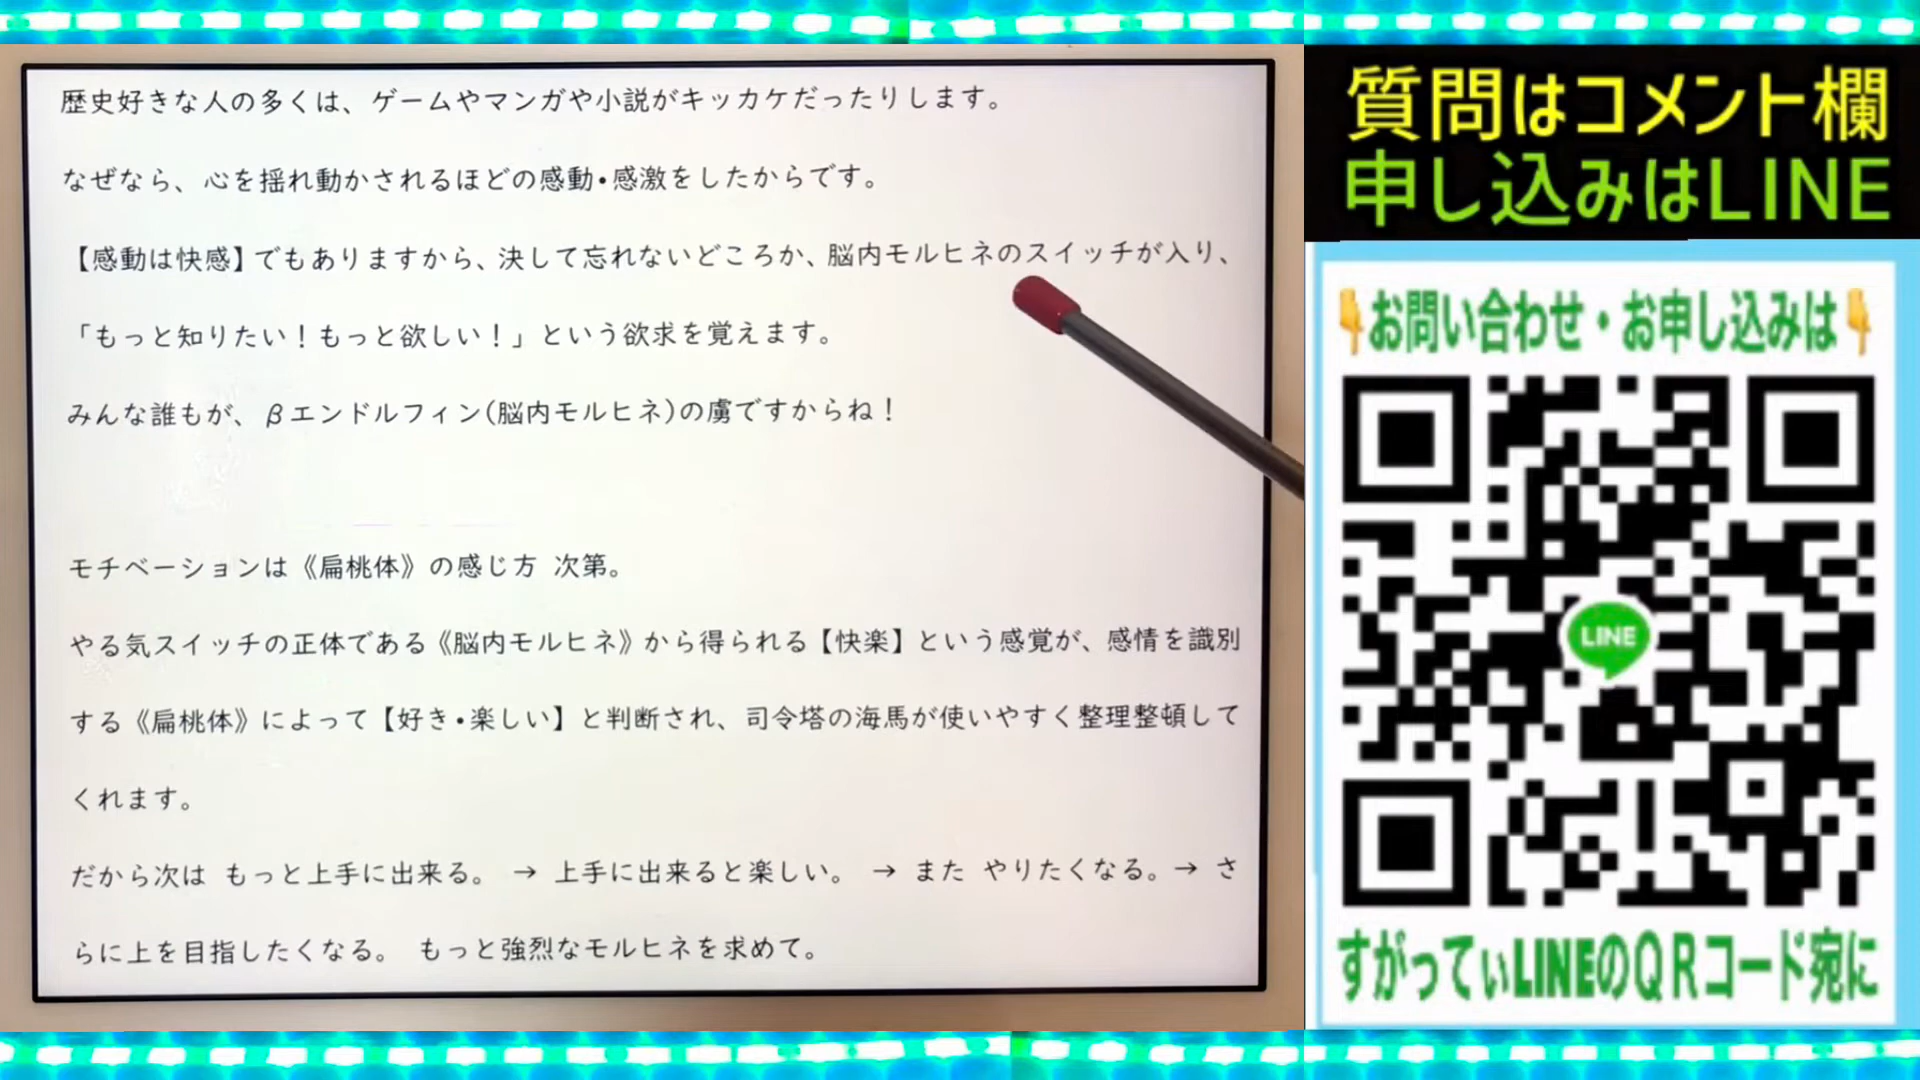 歴史好きな人の多くは、ゲームやマンガや小説がキッカケだったりします。
なぜなら、心を揺れ動かされるほどの感動•感激をしたからです。
【感動は快感】でもありますから、決して忘れないどころか、脳内モルヒネのスイッチが入り、
「もっと知りたい！もっと欲しい！」という欲求を覚えます。
みんな誰もが、βエンドルフィン(脳内モルヒネ)の虜ですからね！
モチベーションは《扁桃体》の感じ方 次第。
やる気スイッチの正体である《脳内モルヒネ》から得られる【快楽】という感覚が、感情を識別
する《扁桃体》によって【好き•楽しい】と判断され、司令塔の海馬が使いやすく整理整頓して
くれます。
だから次は もっと上手に出来る。 → 上手に出来ると楽しい。 → また やりたくなる。→ さ
らに上を目指したくなる。 もっと強烈なモルヒネを求めて。
質問はコメント欄
申し込みはLINE
👇お問い合わせ・お申し込みは👇
LINE
すがってぃLINEのQRコード宛に